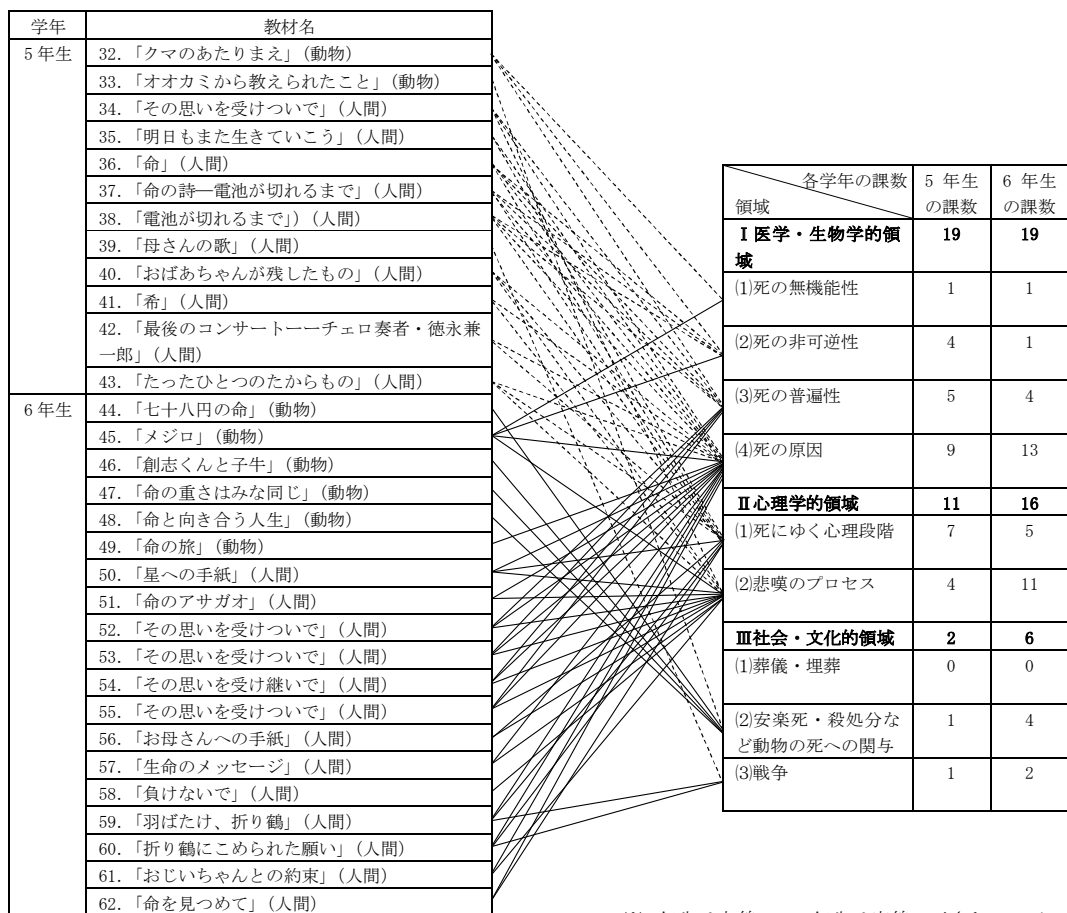 学年 教材名
5年生 32.「クマのあたりまえ」(動物)
33.「オオカミから教えられたこと」(動物)
34.「その思いを受けついで」(人間)
35.「明日もまた生きていこう」(人間)
36.「命」(人間)
37.「命の詩―電池が切れるまで」(人間)
38.「電池が切れるまで」)(人間)
39.「母さんの歌」(人間)
40.「おばあちゃんが残したもの」(人間)
41.「希」(人間)
42.「最後のコンサートーーチェロ奏者・徳永兼
一郎」(人間)
43.「たったひとつのたからもの」(人間)
6年生 44.「七十八円の命」(動物)
45.「メジロ」(動物)
46.「創志くんと子牛」(動物)
47.「命の重さはみな同じ」(動物)
48.「命と向き合う人生」(動物)
49.「命の旅」(動物)
50.「星への手紙」(人間)
51.「命のアサガオ」(人間)
52.「その思いを受けついで」(人間)
53.「その思いを受けついで」(人間)
54.「その思いを受け継いで」(人間)
55.「その思いを受けついで」(人間)
56.「お母さんへの手紙」(人間)
57.「生命のメッセージ」(人間)
58.「負けないで」(人間)
59.「羽ばたけ、折り鶴」(人間)
60.「折り鶴にこめられた願い」(人間)
61.「おじいちゃんとの約束」(人間)
62.「命を見つめて」(人間)
各学年の課数 5 年生 6 年生
領域 の課数 の課数
Ⅰ医学・生物学的領 19 19
域
⑴死の無機能性 1 1
⑵死の非可逆性 4 1
⑶死の普遍性 5 4
⑷死の原因 9 13
Ⅱ心理学的領域 11 16
⑴死にゆく心理段階 7 5
⑵悲嘆のプロセス 4 11
Ⅲ社会・文化的領域 2 6
⑴葬儀・埋葬 0 0
⑵安楽死・殺処分な 1 4
ど動物の死への関与
⑶戦争 1 2